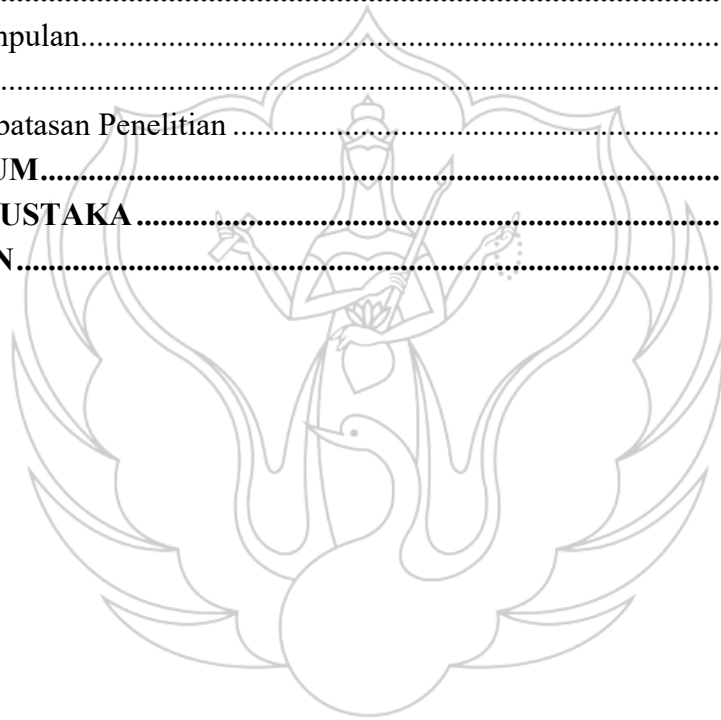 mpulan................................................................................
................................................................................
batasan Penelitian ................................................................................
UM................................................................................
USTAKA ................................................................................
N................................................................................